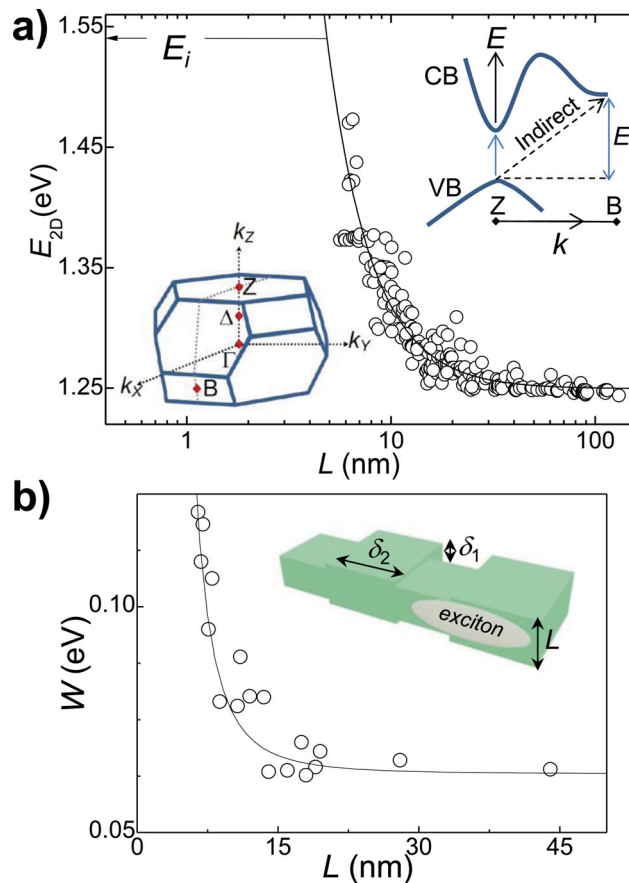 a)
1.55
E_i
1.45
1.35
1.25
E_2D(eV)
E
CB
Indirect
E
VB
Z
B
k
k_Z
Z
Δ
Γ
k_Y
k_X
B
1
10
100
L (nm)
b)
0.10
0.05
W (eV)
δ_1
δ_2
exciton
L
0
15
30
45
L (nm)